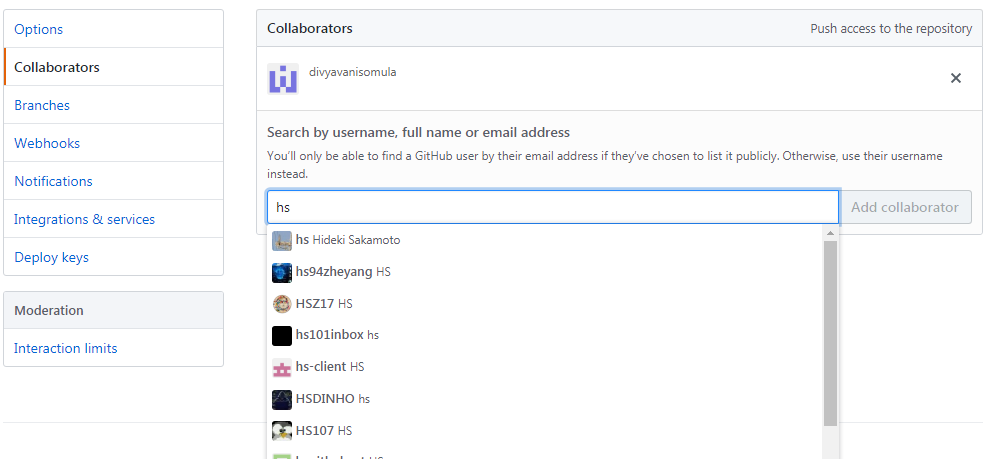 Options
Collaborators
Branches
Webhooks
Notifications
Integrations & services
Deploy keys
Moderation
Interaction limits
Collaborators
Push access to the repository
divyavanisomula
Search by username, full name or email address
You'll only be able to find a GitHub user by their email address if they've chosen to list it publicly. Otherwise, use their username
instead.
hs
Add collaborator
hs Hideki Sakamoto
hs94zheyang HS
HSZ17 HS
hs101inbox hs
hs-client HS
HSDINHO hs
HS107 HS